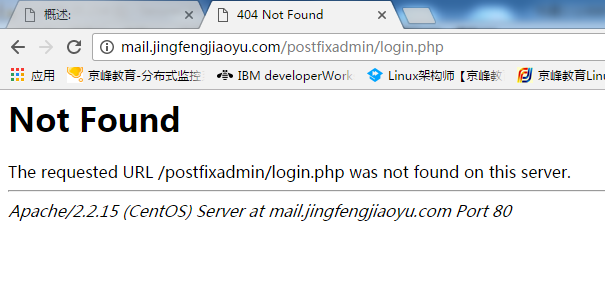 概述:
404 Not Found
mail.jingfengjiaoyu.com/postfixadmin/login.php
应用 京峰教育-分布式监控 IBM developerWork Linux架构师【京峰 京峰教育Linu
Not Found
The requested URL /postfixadmin/login.php was not found on this server.
Apache/2.2.15 (CentOS) Server at mail.jingfengjiaoyu.com Port 80